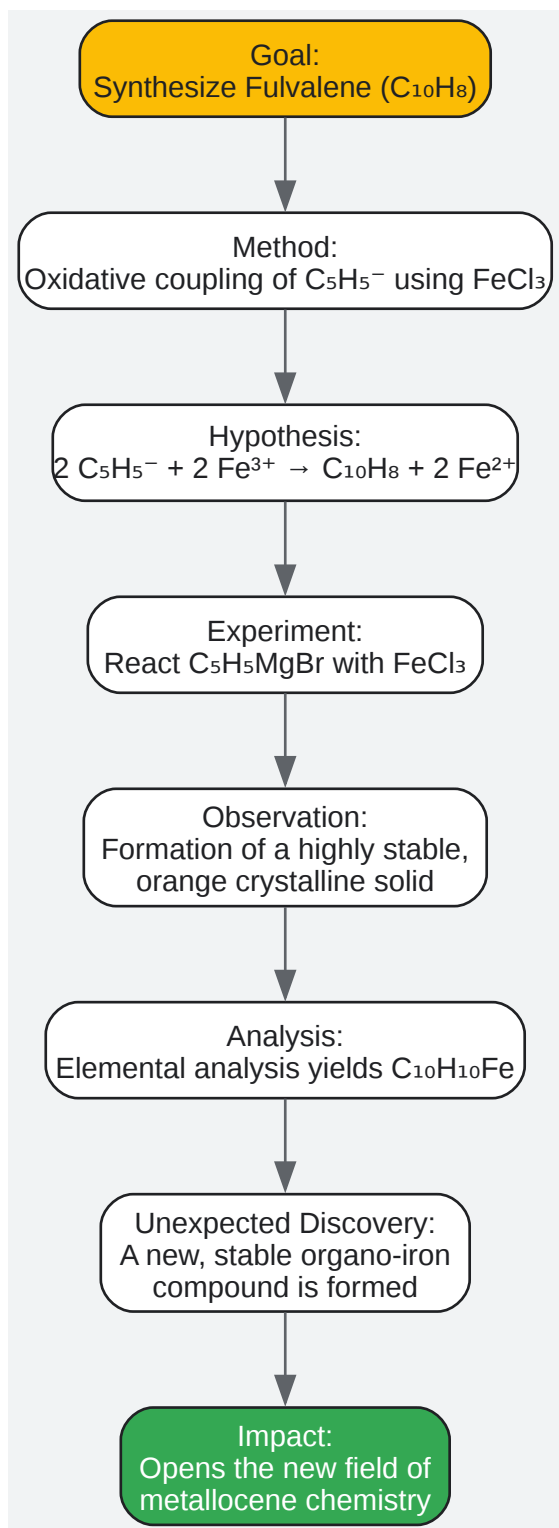 Goal:
Synthesize Fulvalene (C₁₀H₈)
Method:
Oxidative coupling of C₅H₅⁻ using FeCl₃
Hypothesis:
2 C₅H₅⁻ + 2 Fe³⁺ → C₁₀H₈ + 2 Fe²⁺
Experiment:
React C₅H₅MgBr with FeCl₃
Observation:
Formation of a highly stable,
orange crystalline solid
Analysis:
Elemental analysis yields C₁₀H₁₀Fe
Unexpected Discovery:
A new, stable organo-iron
compound is formed
Impact:
Opens the new field of
metallocene chemistry